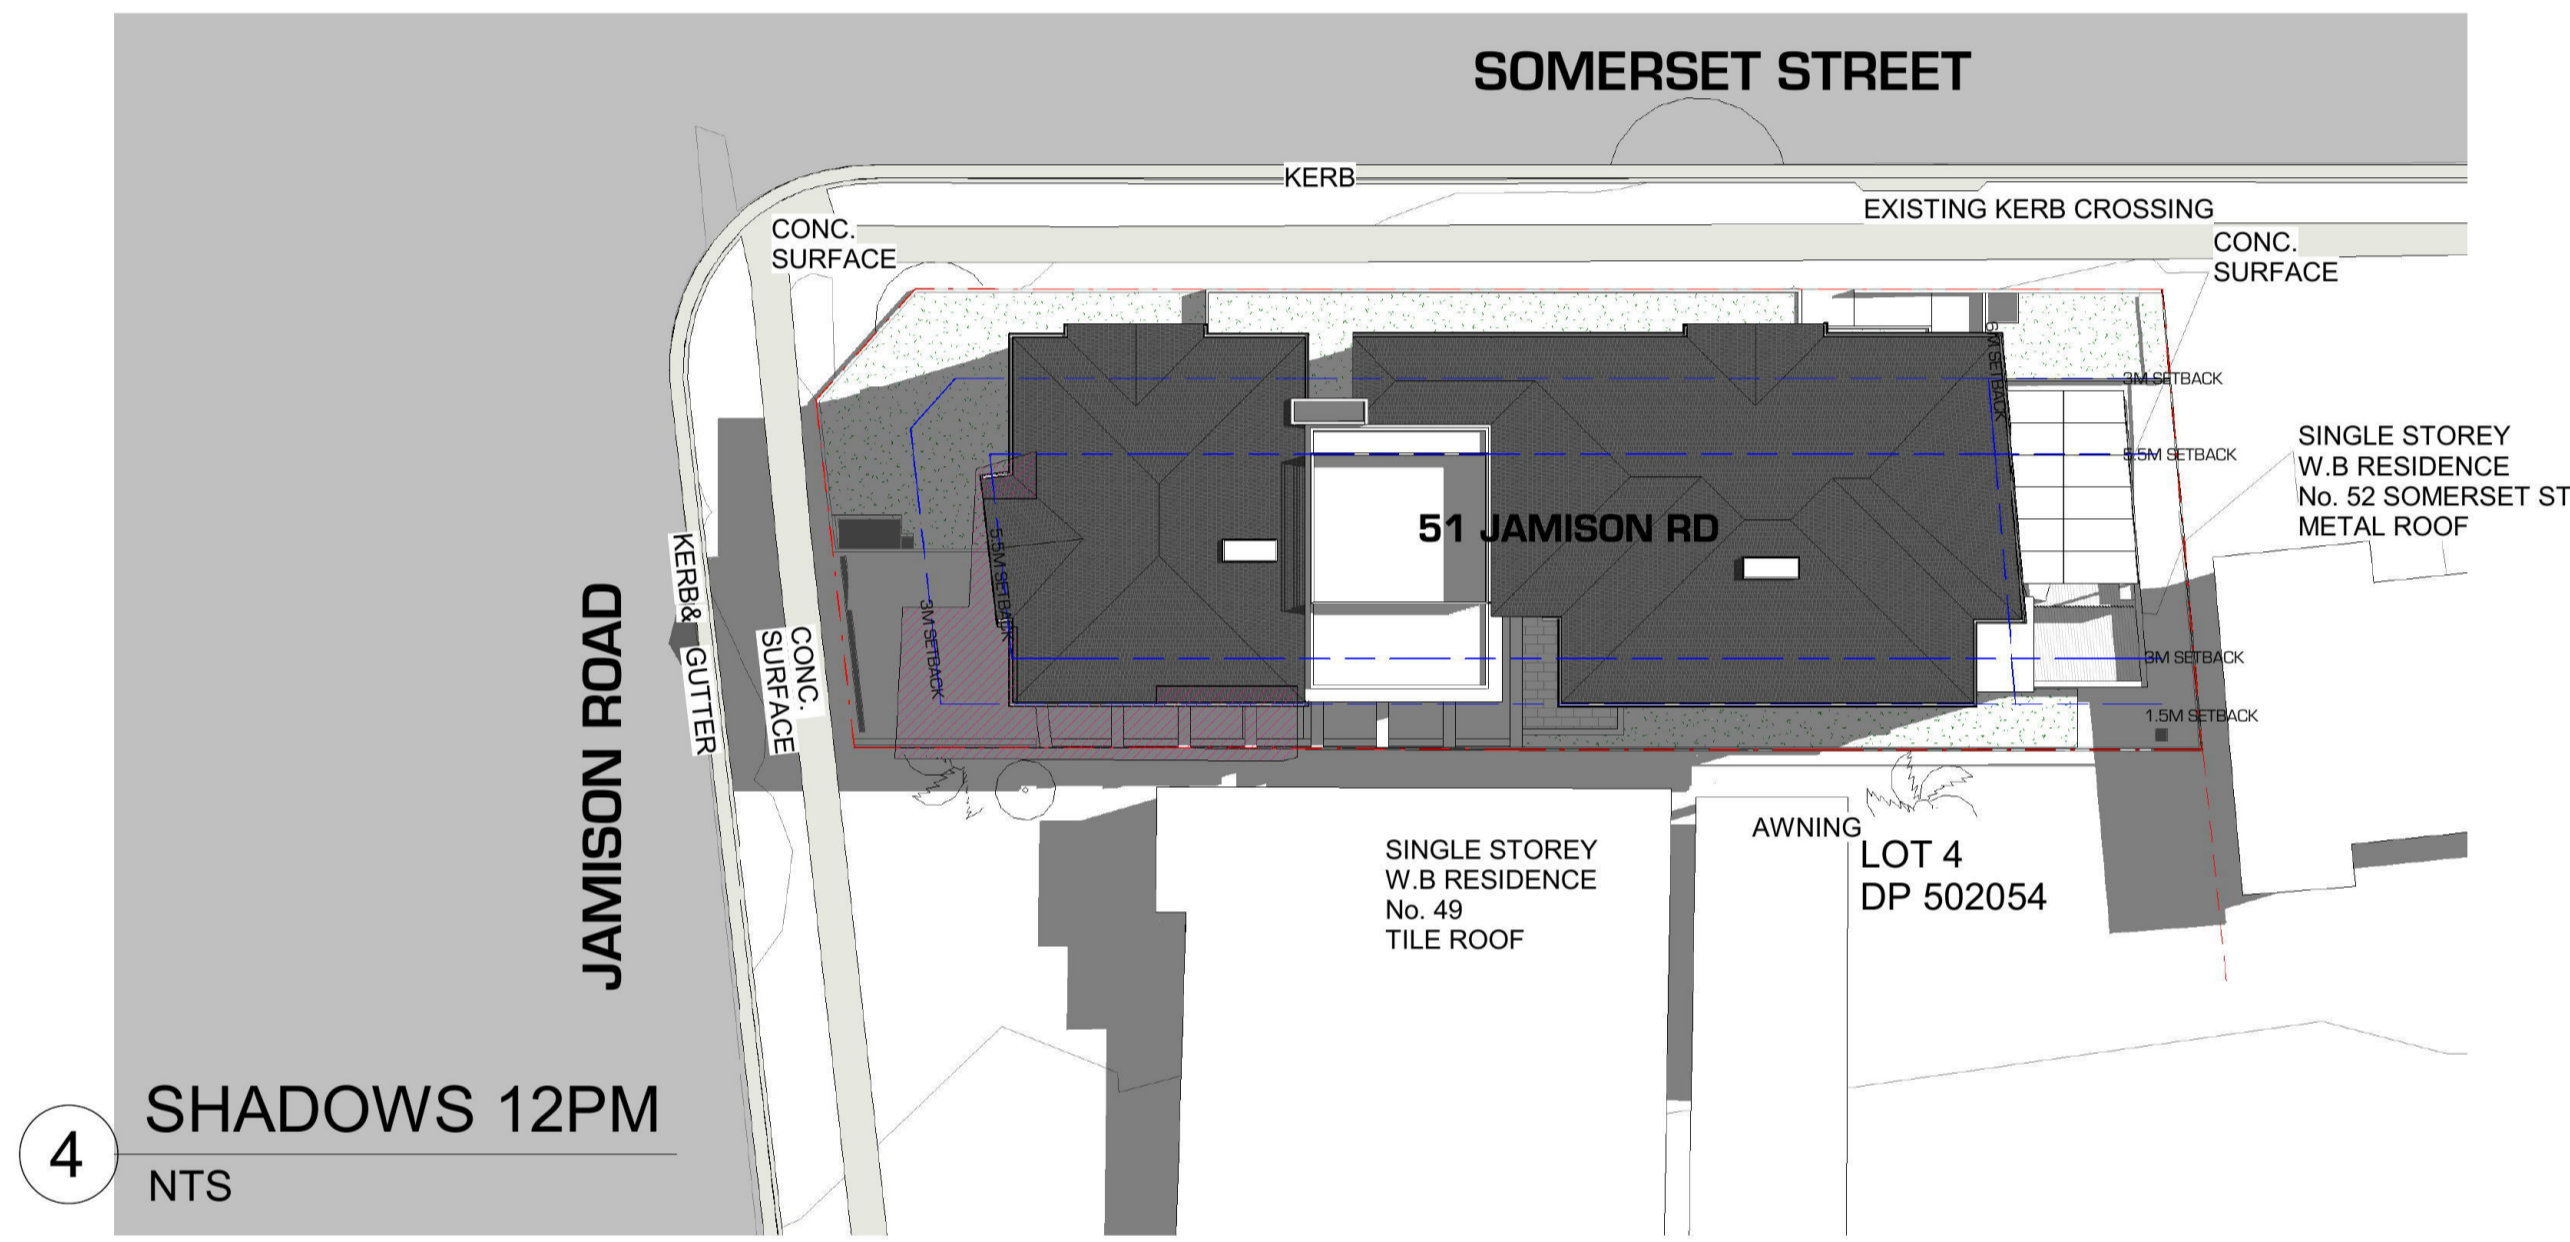 SOMERSET STREET
KERB
EXISTING KERB CROSSING
CONC.
SURFACE
CONC.
SURFACE
6M SETBACK
3M SETBACK
5.5M SETBACK
SINGLE STOREY
W.B RESIDENCE
No. 52 SOMERSET ST
METAL ROOF
51 JAMISON RD
5.5M SETBACK
3M SETBACK
KERB& GUTTER
CONC.
SURFACE
JAMISON ROAD
3M SETBACK
1.5M SETBACK
AWNING
SINGLE STOREY
W.B RESIDENCE
No. 49
TILE ROOF
LOT 4
DP 502054
4
SHADOWS 12PM
NTS